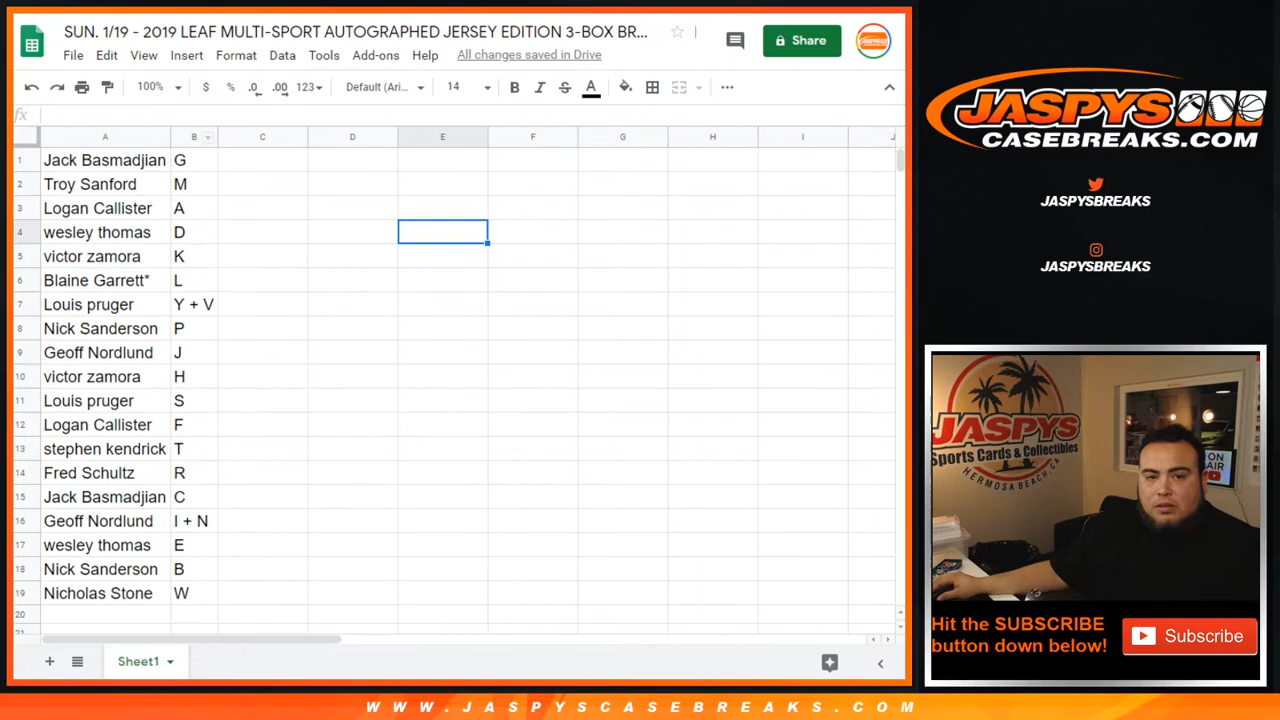 SUN. 1/19 - 2019 LEAF MULTI-SPORT AUTOGRAPHED JERSEY EDITION 3-BOX BR...
Share
File Edit View Insert Format Data Tools Add-ons Help All changes saved in Drive
100% $ % .0 .00 123 Default (Ari... 14 B I S A ...
fx
A B C D E F G H I J
1 Jack Basmadjian G
2 Troy Sanford M
3 Logan Callister A
4 wesley thomas D
5 victor zamora K
6 Blaine Garrett* L
7 Louis pruger Y + V
8 Nick Sanderson P
9 Geoff Nordlund J
10 victor zamora H
11 Louis pruger S
12 Logan Callister F
13 stephen kendrick T
14 Fred Schultz R
15 Jack Basmadjian C
16 Geoff Nordlund I + N
17 wesley thomas E
18 Nick Sanderson B
19 Nicholas Stone W
20
21
Sheet1
JASPYS
CASEBREAKS.COM
JASPYSBREAKS
JASPYSBREAKS
JASPYS
Sports Cards & Collectibles
HERMOSA BEACH, CA
ON
AIR
Hit the SUBSCRIBE
button down below!
Subscribe
WWW.JASPYSCASEBREAKS.COM